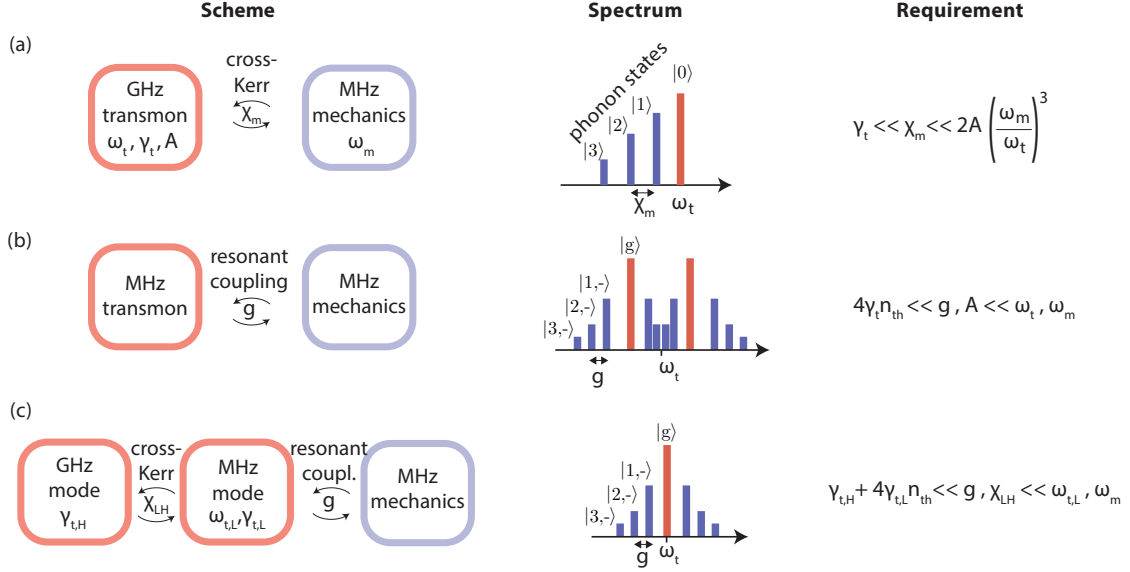 Scheme
Spectrum
Requirement
(a)
GHz
transmon
ω_t, γ_t, A
cross-
Kerr
χ_m
MHz
mechanics
ω_m
phonon states
|3⟩
|2⟩
|1⟩
|0⟩
χ_m
ω_t
γ_t << χ_m << 2A (ω_m/ω_t)^3
(b)
MHz
transmon
resonant
coupling
g
MHz
mechanics
|g⟩
|1,-⟩
|2,-⟩
|3,-⟩
g
ω_t
4γ_t n_th << g , A << ω_t , ω_m
(c)
GHz
mode
γ_t,H
cross-
Kerr
χ_LH
MHz
mode
ω_t,L,γ_t,L
resonant
coupl.
g
MHz
mechanics
|g⟩
|1,-⟩
|2,-⟩
|3,-⟩
g
ω_t
γ_t,H + 4γ_t,L n_th << g , χ_LH << ω_t,L , ω_m